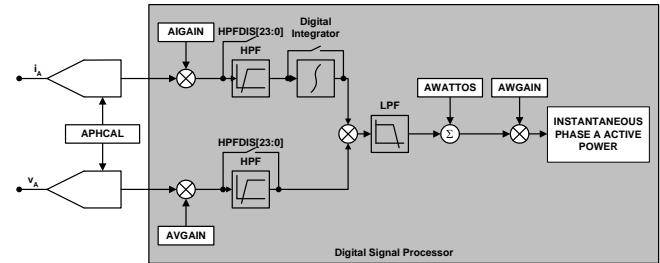 AIGAIN
HPFDIS[23:0]
HPF
Digital
Integrator
iA
APHCAL
HPFDIS[23:0]
HPF
vA
AVGAIN
LPF
AWATTOS
Σ
AWGAIN
INSTANTANEOUS
PHASE A ACTIVE
POWER
Digital Signal Processor